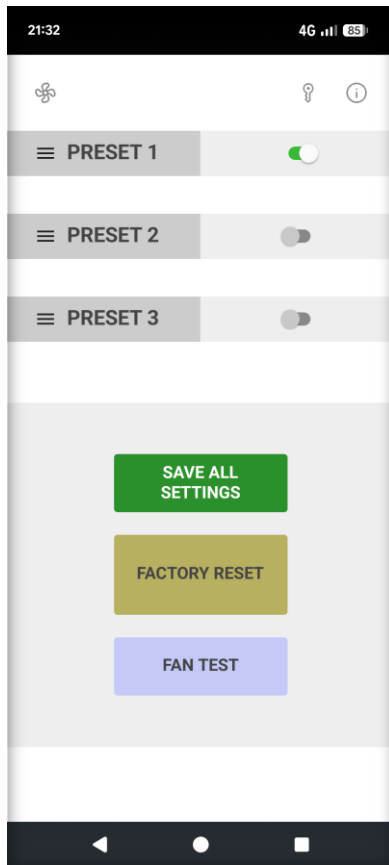 21:32 4G 85
PRESET 1
PRESET 2
PRESET 3
SAVE ALL
SETTINGS
FACTORY RESET
FAN TEST